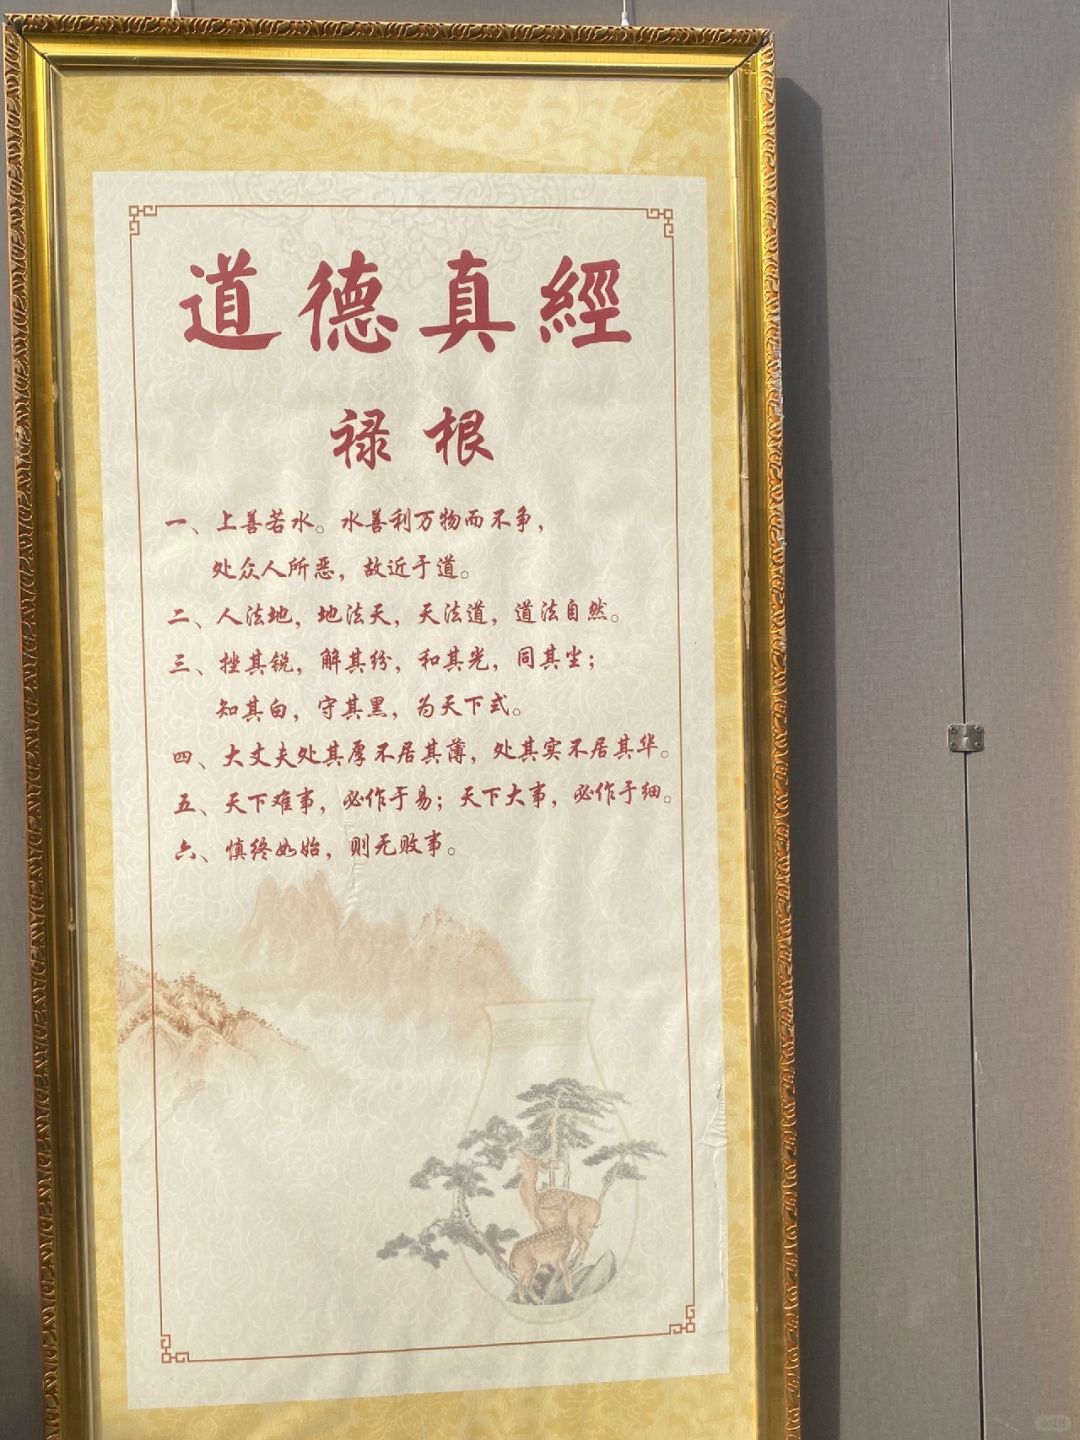 道德真經
禄根
一、上善若水。水善利万物而不争，
处众人所恶，故近于道。
二、人法地，地法天，天法道，道法自然。
三、挫其锐，解其纷，和其光，同其尘；
知其白，守其黑，为天下式。
四、大丈夫处其厚不居其薄，处其实不居其华。
五、天下难事，必作于易；天下大事，必作于细。
六、慎终如始，则无败事。